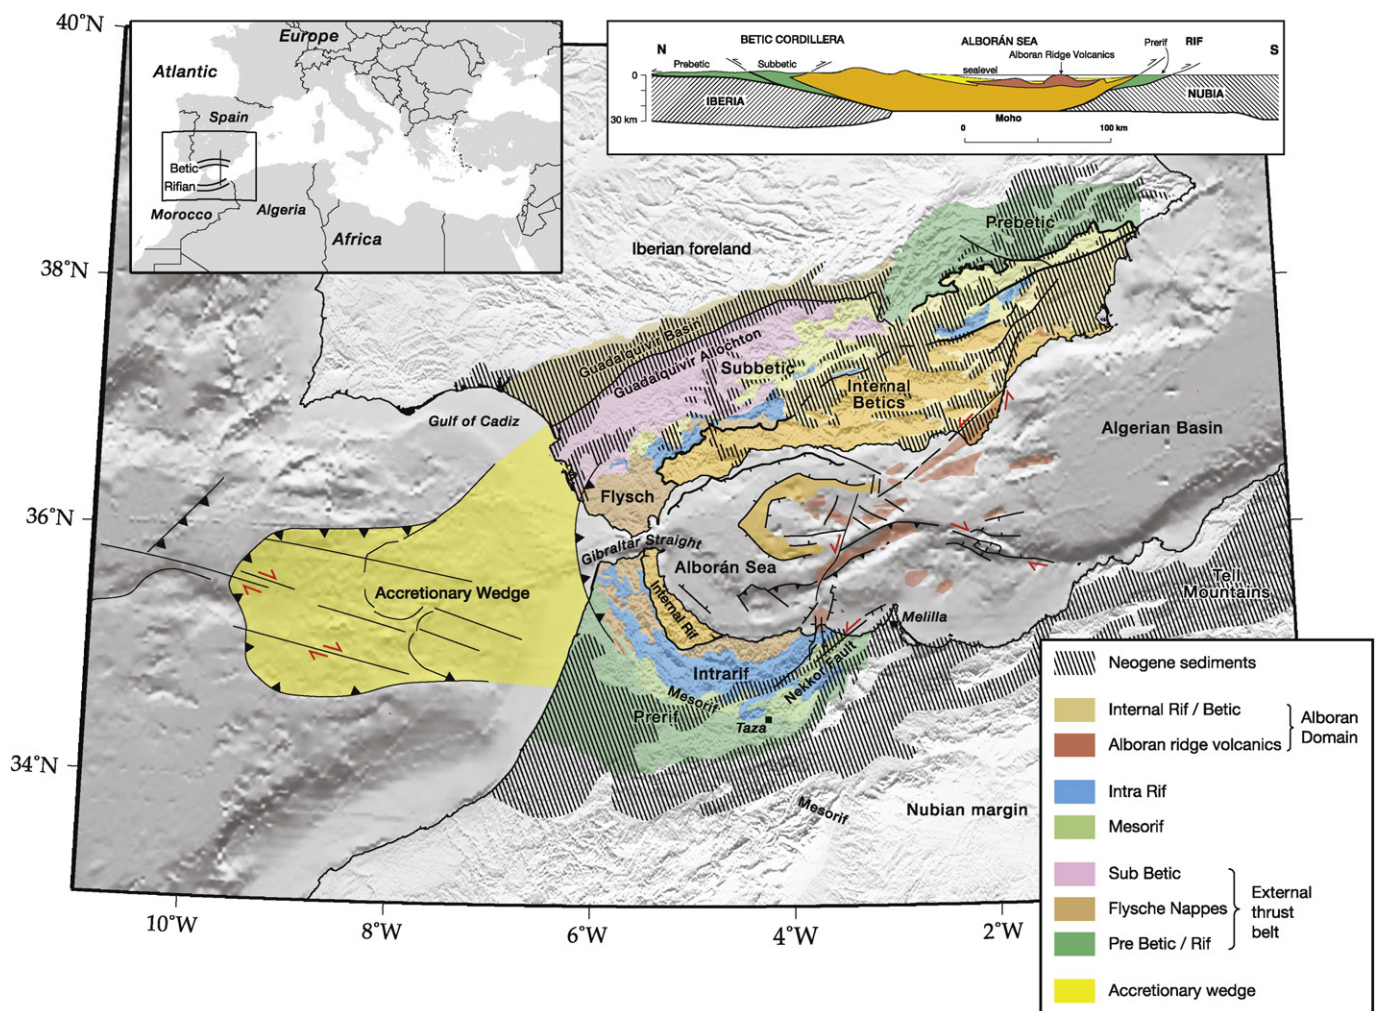 40°N
38°N
36°N
34°N
10°W
8°W
6°W
4°W
2°W
Europe
Atlantic
Spain
Betic
Rifian
Morocco
Algeria
Africa
N
BETIC CORDILLERA
ALBORÁN SEA
Alboran Ridge Volcanics
Prerif
RIF
S
Prebetic
Subbetic
sealevel
0
30 km
IBERIA
NUBIA
Moho
0
100 km
Iberian foreland
Prebetic
Guadalquivir Basin
Guadalquivir Allochton
Subbetic
Internal
Betics
Gulf of Cadiz
Algerian Basin
Flysch
Gibraltar Straight
Alborán Sea
Accretionary Wedge
Internal Rif
Tell
Mountains
Melilla
Intrarif
Mesorif
Nekkor Fault
Prerif
Taza
Mesorif
Nubian margin
Neogene sediments
Internal Rif / Betic
Alboran ridge volcanics
Alboran
Domain
Intra Rif
Mesorif
Sub Betic
Flysche Nappes
Pre Betic / Rif
External
thrust
belt
Accretionary wedge